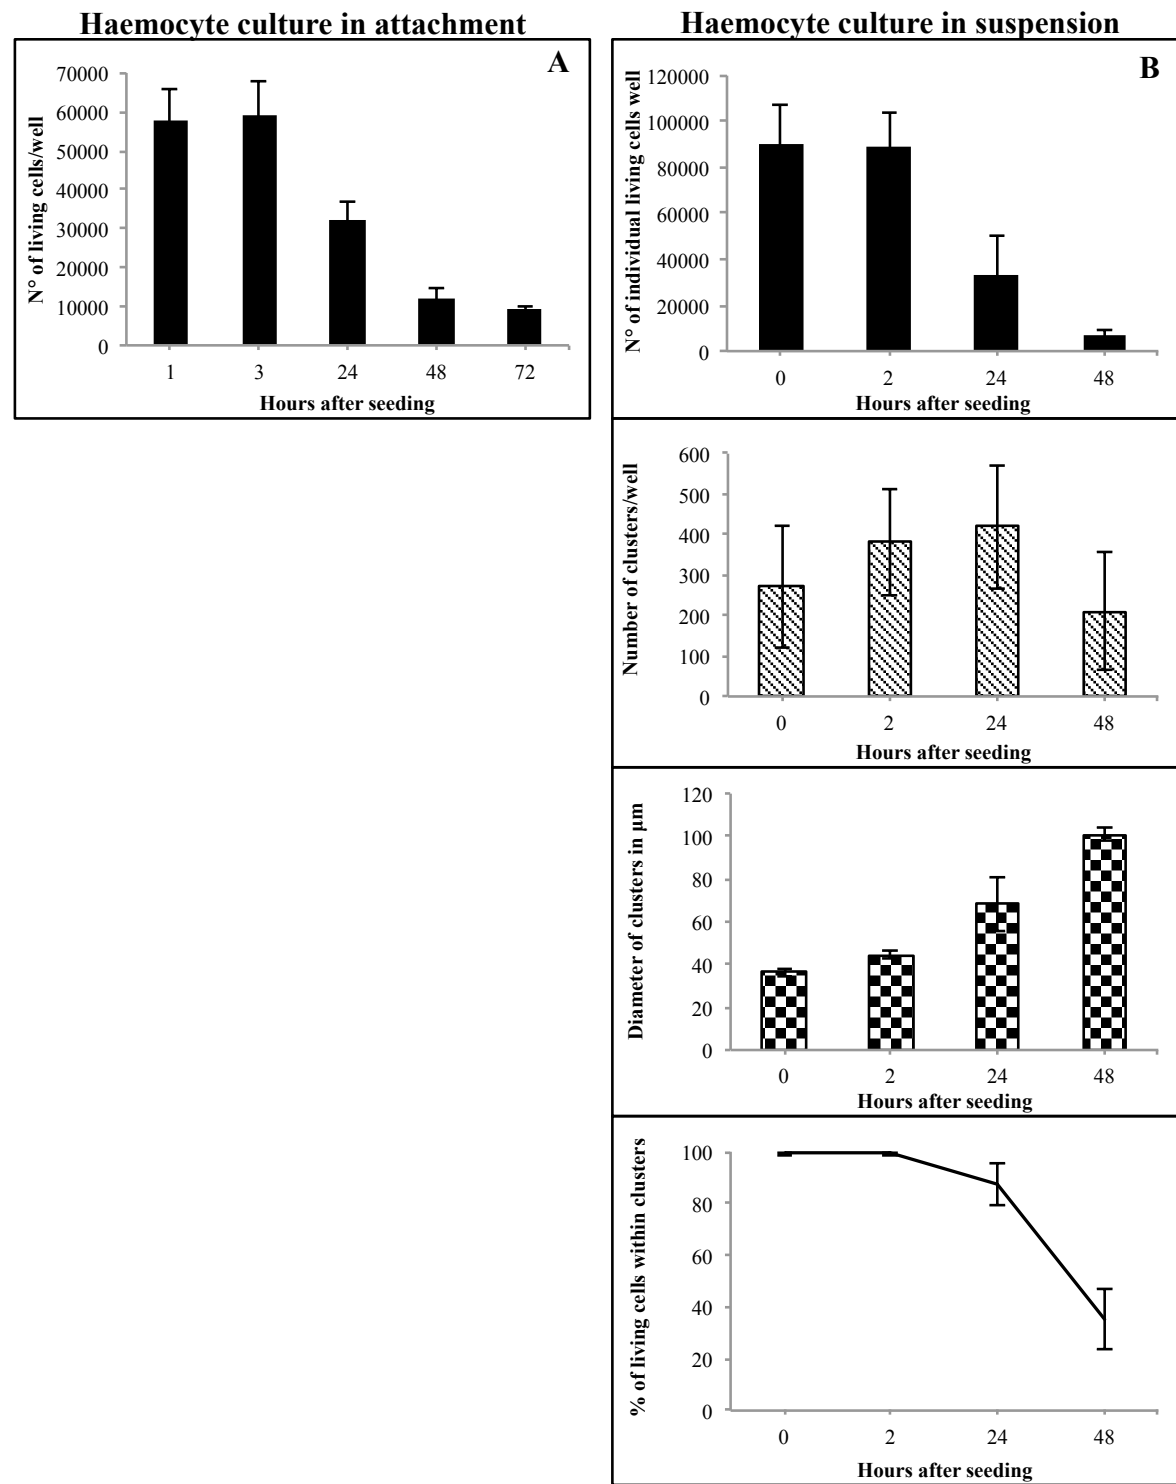 Haemocyte culture in attachment
A
N° of living cells/well
70000
60000
50000
40000
30000
20000
10000
0
1 3 24 48 72
Hours after seeding
Haemocyte culture in suspension
B
N° of individual living cells well
120000
100000
80000
60000
40000
20000
0
0 2 24 48
Hours after seeding
Number of clusters/well
600
500
400
300
200
100
0
0 2 24 48
Hours after seeding
Diameter of clusters in µm
120
100
80
60
40
20
0
0 2 24 48
Hours after seeding
% of living cells within clusters
100
80
60
40
20
0
0 2 24 48
Hours after seeding